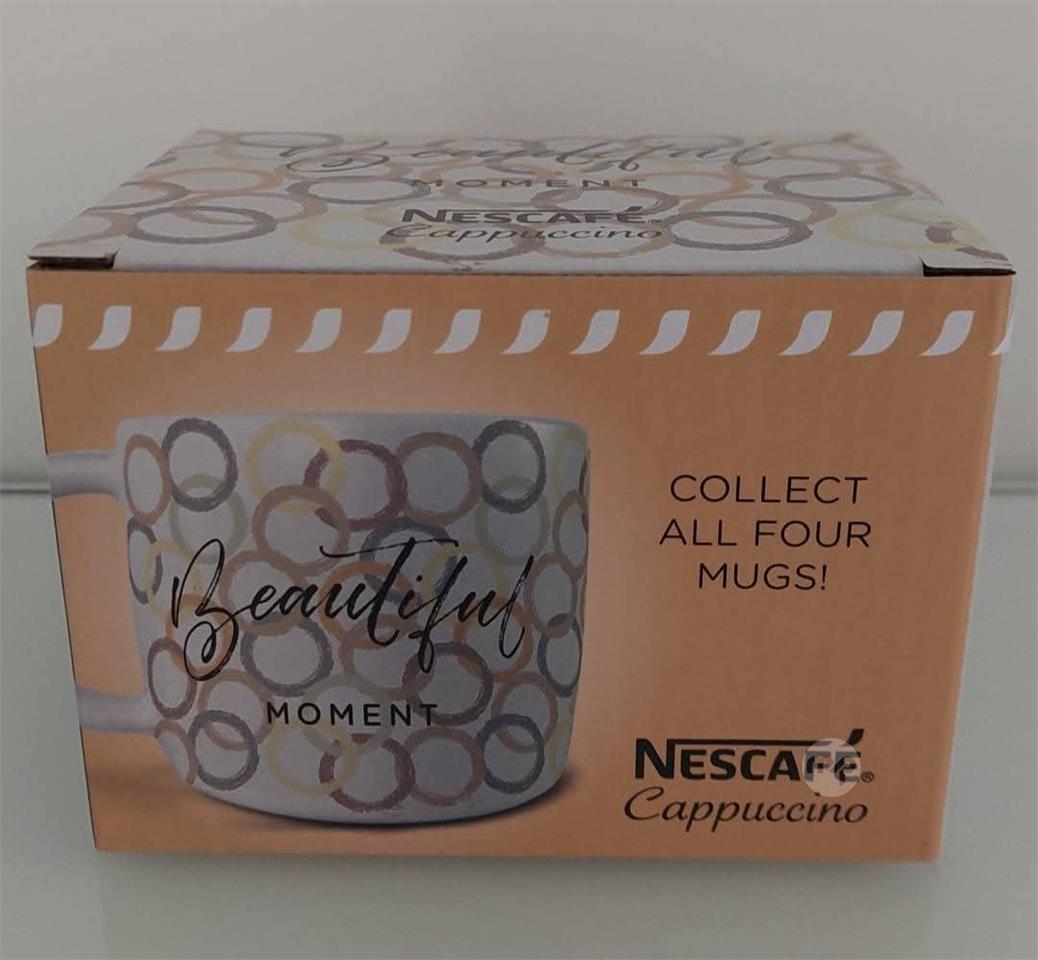 Beautiful
MOMENT
NESCAFÉ®
Cappuccino
COLLECT
ALL FOUR
MUGS!
Beautiful
MOMENT
NESCAFÉ®
Cappuccino